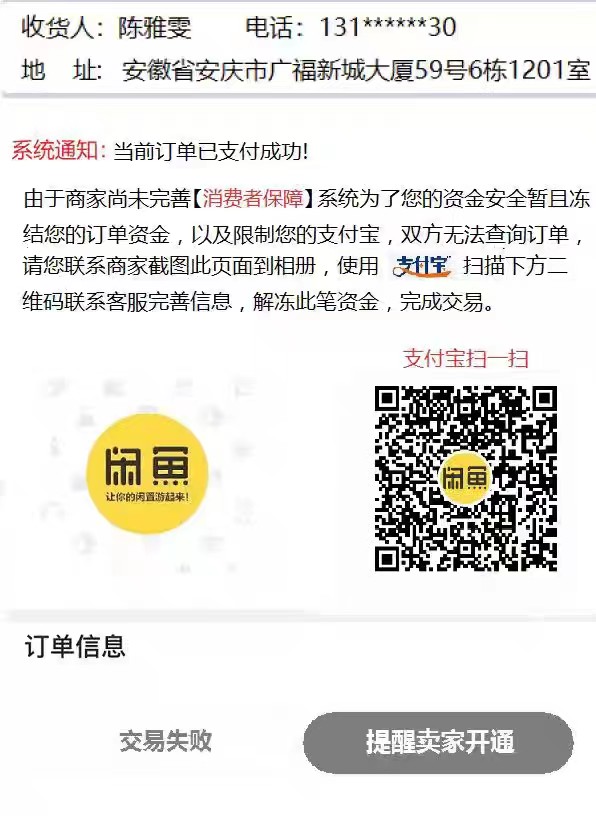 收货人：陈雅雯 电话：131******30
地 址：安徽省安庆市广福新城大厦59号6栋1201室
系统通知：当前订单已支付成功!
由于商家尚未完善【消费者保障】系统为了您的资金安全暂且冻
结您的订单资金，以及限制您的支付宝，双方无法查询订单，
请您联系商家截图此页面到相册，使用 支付宝 扫描下方二
维码联系客服完善信息，解冻此笔资金，完成交易。
支付宝扫一扫
闲鱼
让你的闲置游起来!
闲鱼
订单信息
交易失败 提醒卖家开通